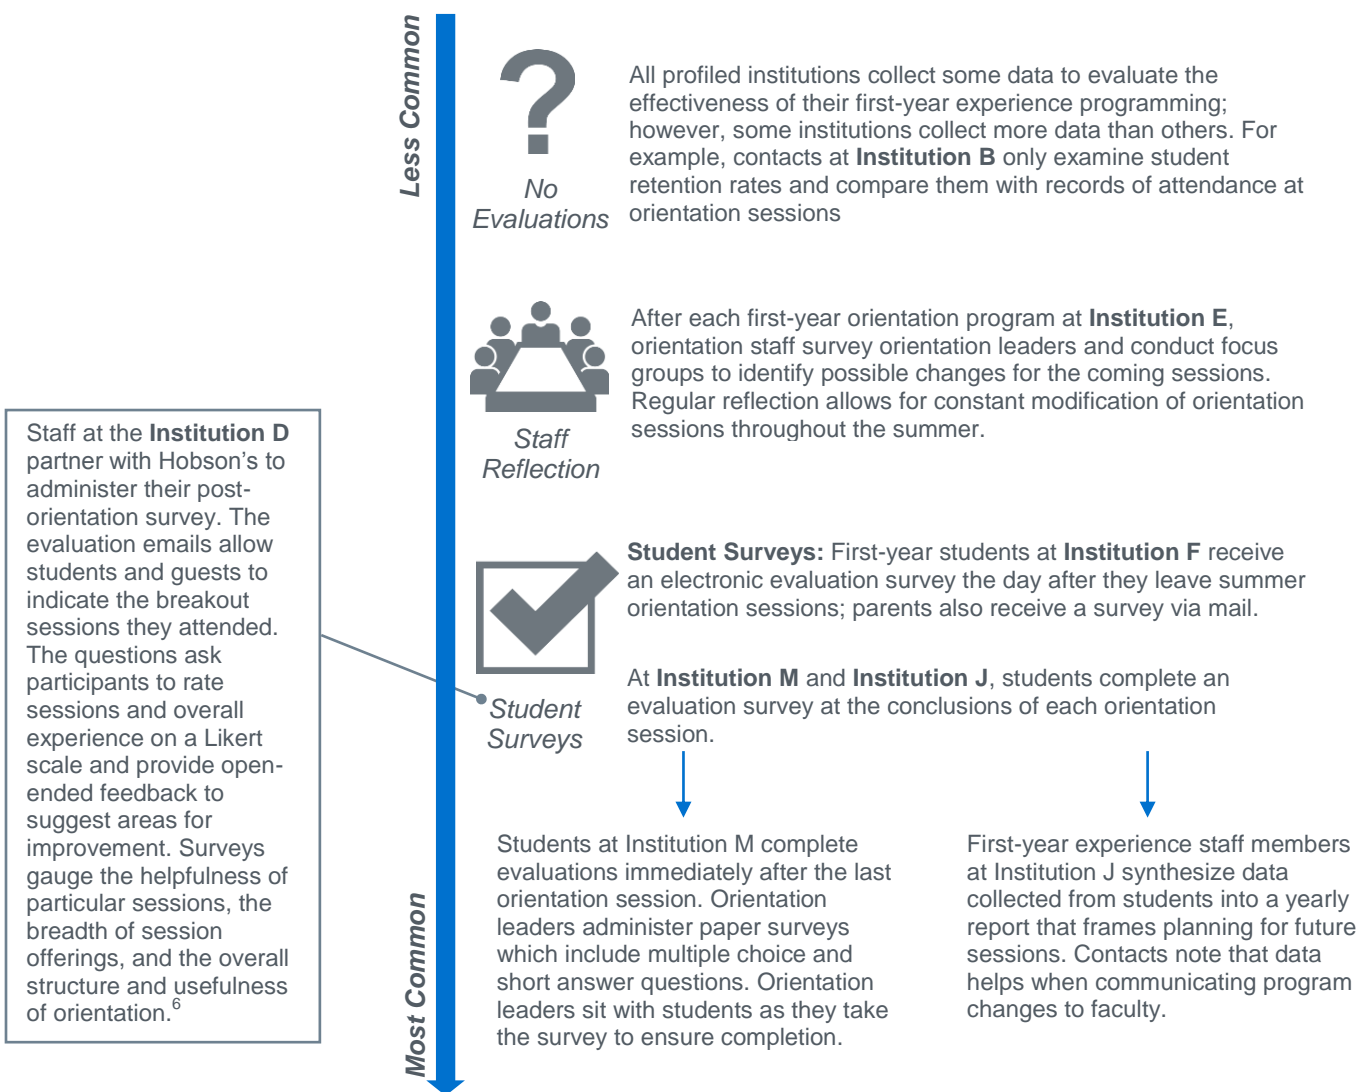 Less Common
No
Evaluations
All profiled institutions collect some data to evaluate the
effectiveness of their first-year experience programming;
however, some institutions collect more data than others. For
example, contacts at Institution B only examine student
retention rates and compare them with records of attendance at
orientation sessions
Staff
Reflection
After each first-year orientation program at Institution E,
orientation staff survey orientation leaders and conduct focus
groups to identify possible changes for the coming sessions.
Regular reflection allows for constant modification of orientation
sessions throughout the summer.
Staff at the Institution D
partner with Hobson’s to
administer their post-
orientation survey. The
evaluation emails allow
students and guests to
indicate the breakout
sessions they attended.
The questions ask
participants to rate
sessions and overall
experience on a Likert
scale and provide open-
ended feedback to
suggest areas for
improvement. Surveys
gauge the helpfulness of
particular sessions, the
breadth of session
offerings, and the overall
structure and usefulness
of orientation.6
Student
Surveys
Student Surveys: First-year students at Institution F receive
an electronic evaluation survey the day after they leave summer
orientation sessions; parents also receive a survey via mail.
At Institution M and Institution J, students complete an
evaluation survey at the conclusions of each orientation
session.
Students at Institution M complete
evaluations immediately after the last
orientation session. Orientation
leaders administer paper surveys
which include multiple choice and
short answer questions. Orientation
leaders sit with students as they take
the survey to ensure completion.
First-year experience staff members
at Institution J synthesize data
collected from students into a yearly
report that frames planning for future
sessions. Contacts note that data
helps when communicating program
changes to faculty.
Most Common